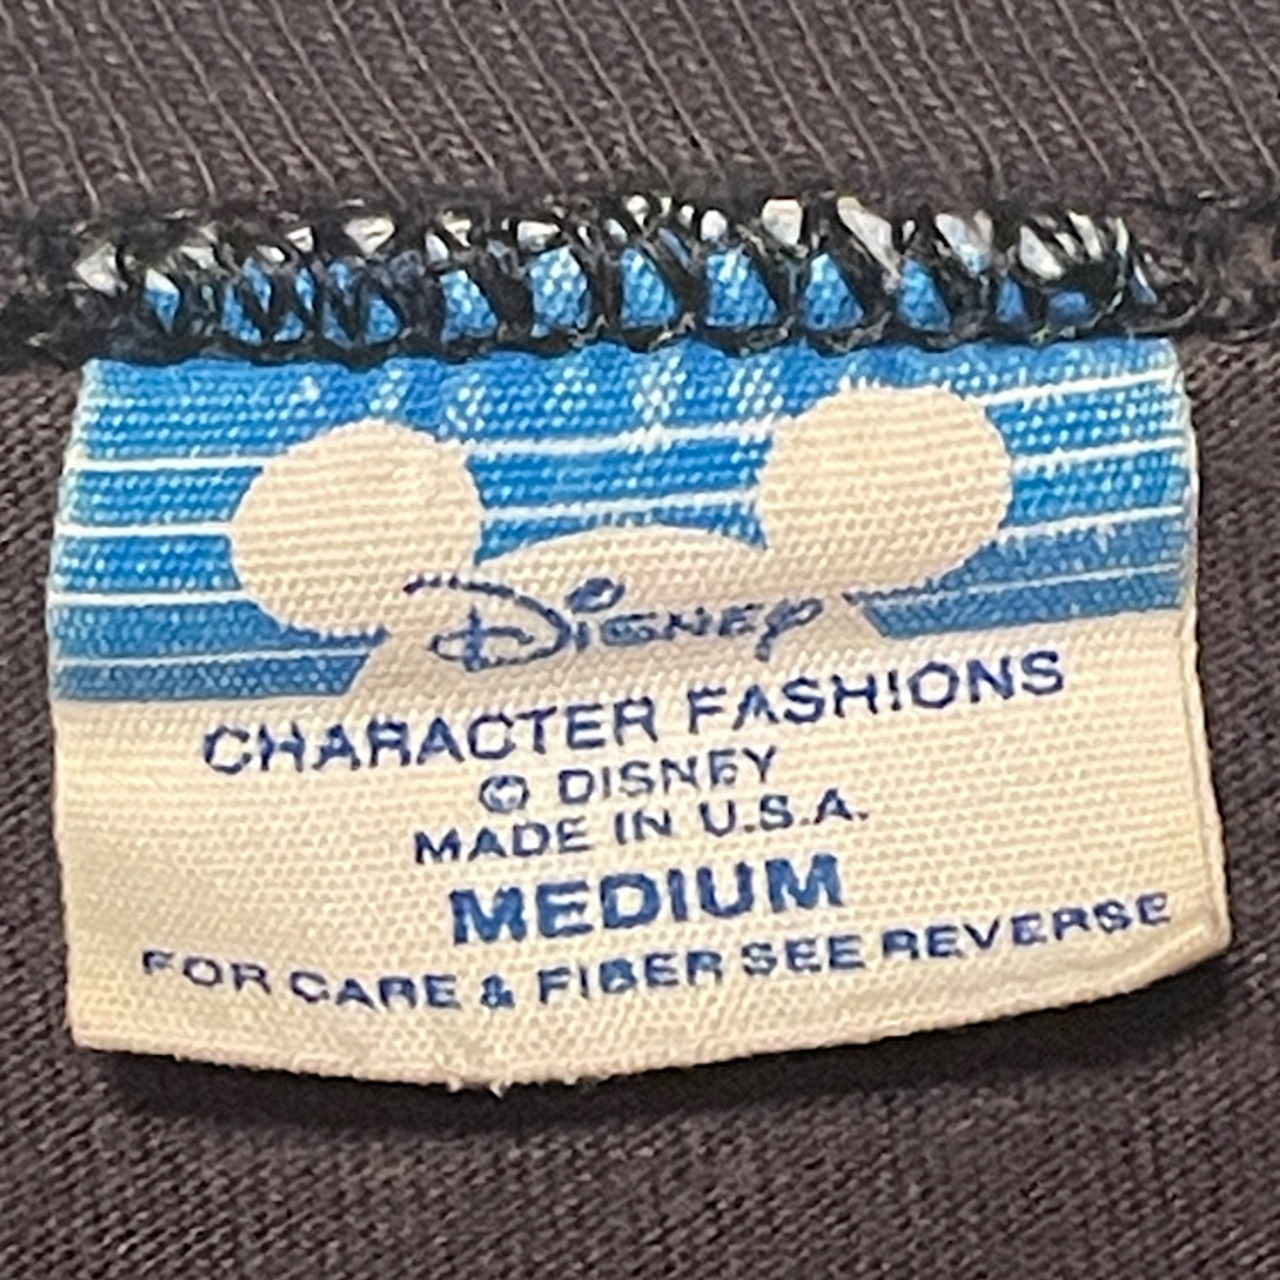 Disney
CHARACTER FASHIONS
© DISNEY
MADE IN U.S.A.
MEDIUM
FOR CARE & FIBER SEE REVERSE